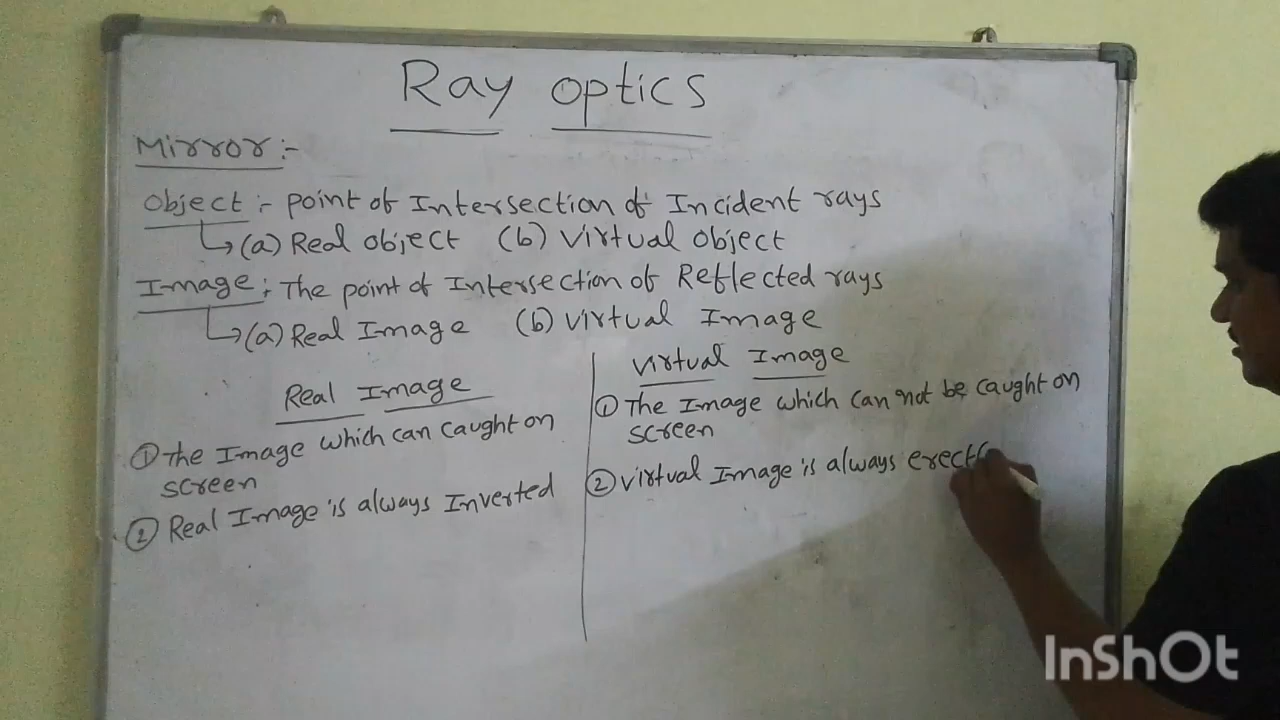 Ray optics
Mirror:-
Object:- point of Intersection of Incident rays
(a) Real object (b) virtual object
Image: The point of Intersection of Reflected rays
(a) Real Image (b) virtual Image
Real Image
① The Image which can caught on
screen
② Real Image is always Inverted
virtual Image
① The Image which can not be caught on
screen
② virtual Image is always erect(
InShOt